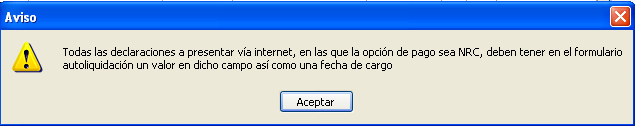 Aviso
Todas las declaraciones a presentar vía internet, en las que la opción de pago sea NRC, deben tener en el formulario
autoliquidación un valor en dicho campo así como una fecha de cargo
Aceptar